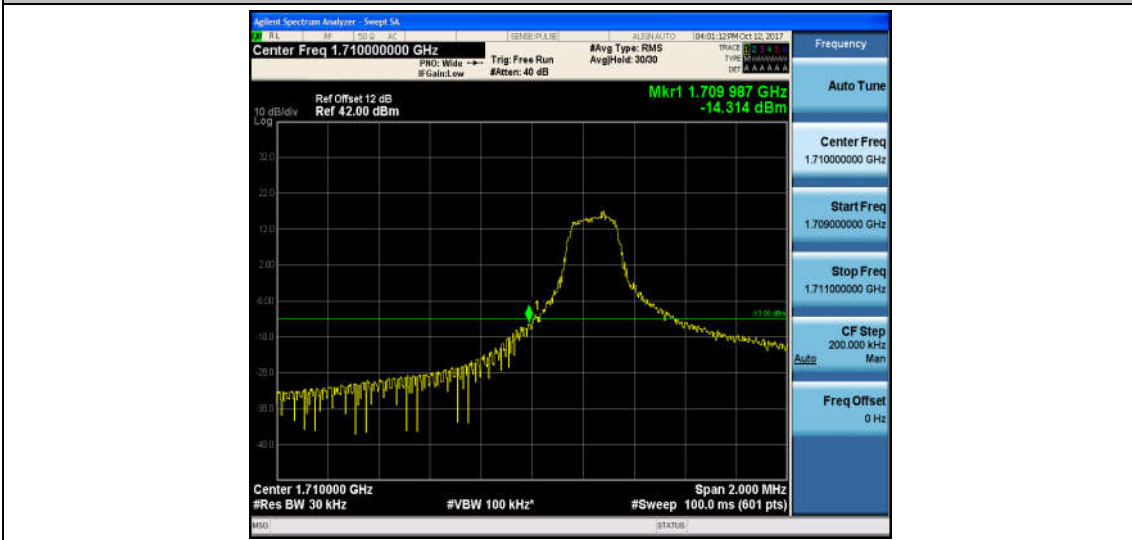 Agilent Spectrum Analyzer - Swept SA
RL RF 50 Ω AC SENSE:PULSE ALIGN AUTO 04:01:12 PM Oct 12, 2017
Center Freq 1.710000000 GHz
PNO: Wide
IFGain:Low
Trig: Free Run
#Atten: 40 dB
#Avg Type: RMS
Avg|Hold: 30/30
TRACE 1 2 3 4 5 6
TYPE
DET A A A A A A
Mkr1 1.709 987 GHz
-14.314 dBm
Ref Offset 12 dB
10 dB/div Ref 42.00 dBm
Log
32.0
22.0
12.0
2.00
-8.00
-18.0
-28.0
-38.0
-48.0
1
-13.00 dBm
Center 1.710000 GHz Span 2.000 MHz
#Res BW 30 kHz #VBW 100 kHz* #Sweep 100.0 ms (601 pts)
MSG STATUS
Frequency
Auto Tune
Center Freq
1.710000000 GHz
Start Freq
1.709000000 GHz
Stop Freq
1.711000000 GHz
CF Step
200.000 kHz
Auto Man
Freq Offset
0 Hz